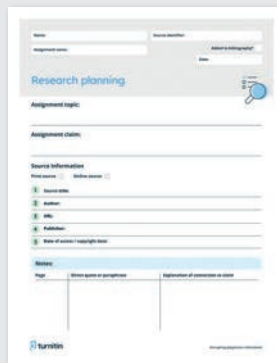 Name:
Source identifier:
Assignment name:
Added to bibliography?
Date:
Research planning
Assignment topic:
Assignment claim:
Source information
Print source
Online source
1 Source title:
2 Author:
3 URL:
4 Publisher:
5 Date of access / copyright date:
Notes:
Page
Direct quote or paraphrase
Explanation of connection to claim
turnitin